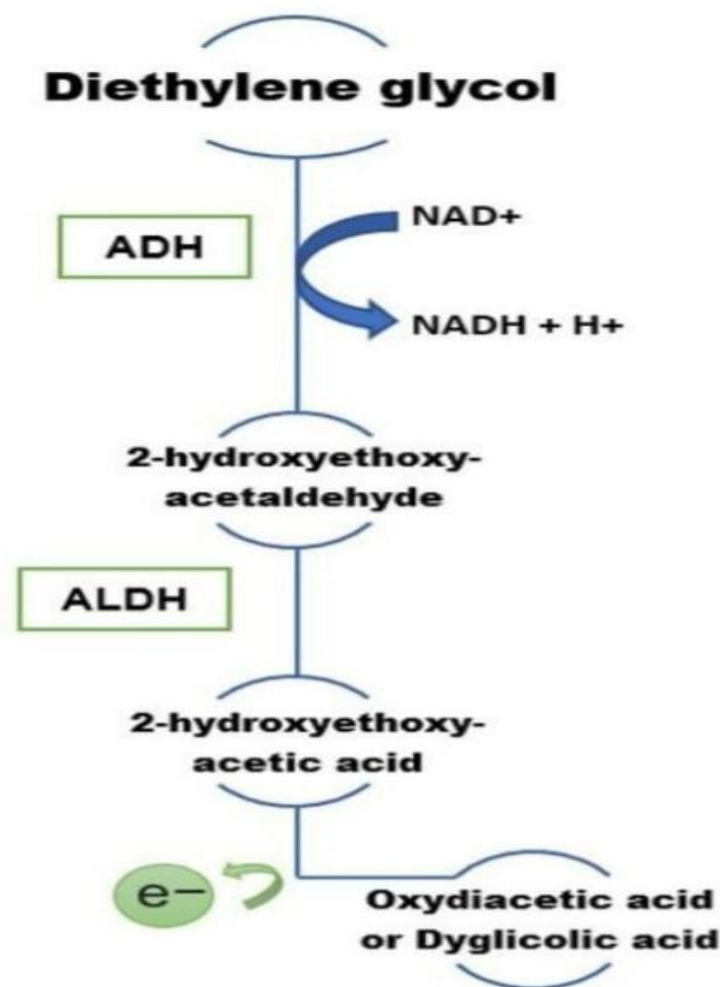 Diethylene glycol
ADH
NAD+
NADH + H+
2-hydroxyethoxy-
acetaldehyde
ALDH
2-hydroxyethoxy-
acetic acid
e−
Oxydiacetic acid
or Dyglicolic acid